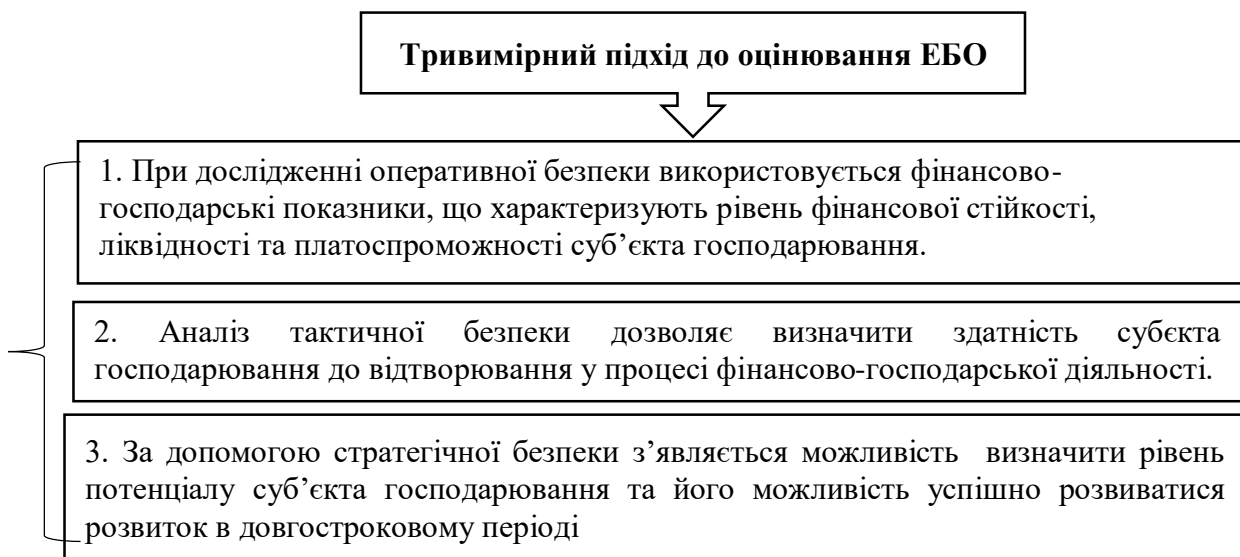 Тривимірний підхід до оцінювання ЕБО
1. При дослідженні оперативної безпеки використовується фінансово-
господарські показники, що характеризують рівень фінансової стійкості,
ліквідності та платоспроможності суб’єкта господарювання.
2. Аналіз тактичної безпеки дозволяє визначити здатність субєкта
господарювання до відтворювання у процесі фінансово-господарської діяльності.
3. За допомогою стратегічної безпеки з’являється можливість визначити рівень
потенціалу суб’єкта господарювання та його можливість успішно розвиватися
розвиток в довгостроковому періоді